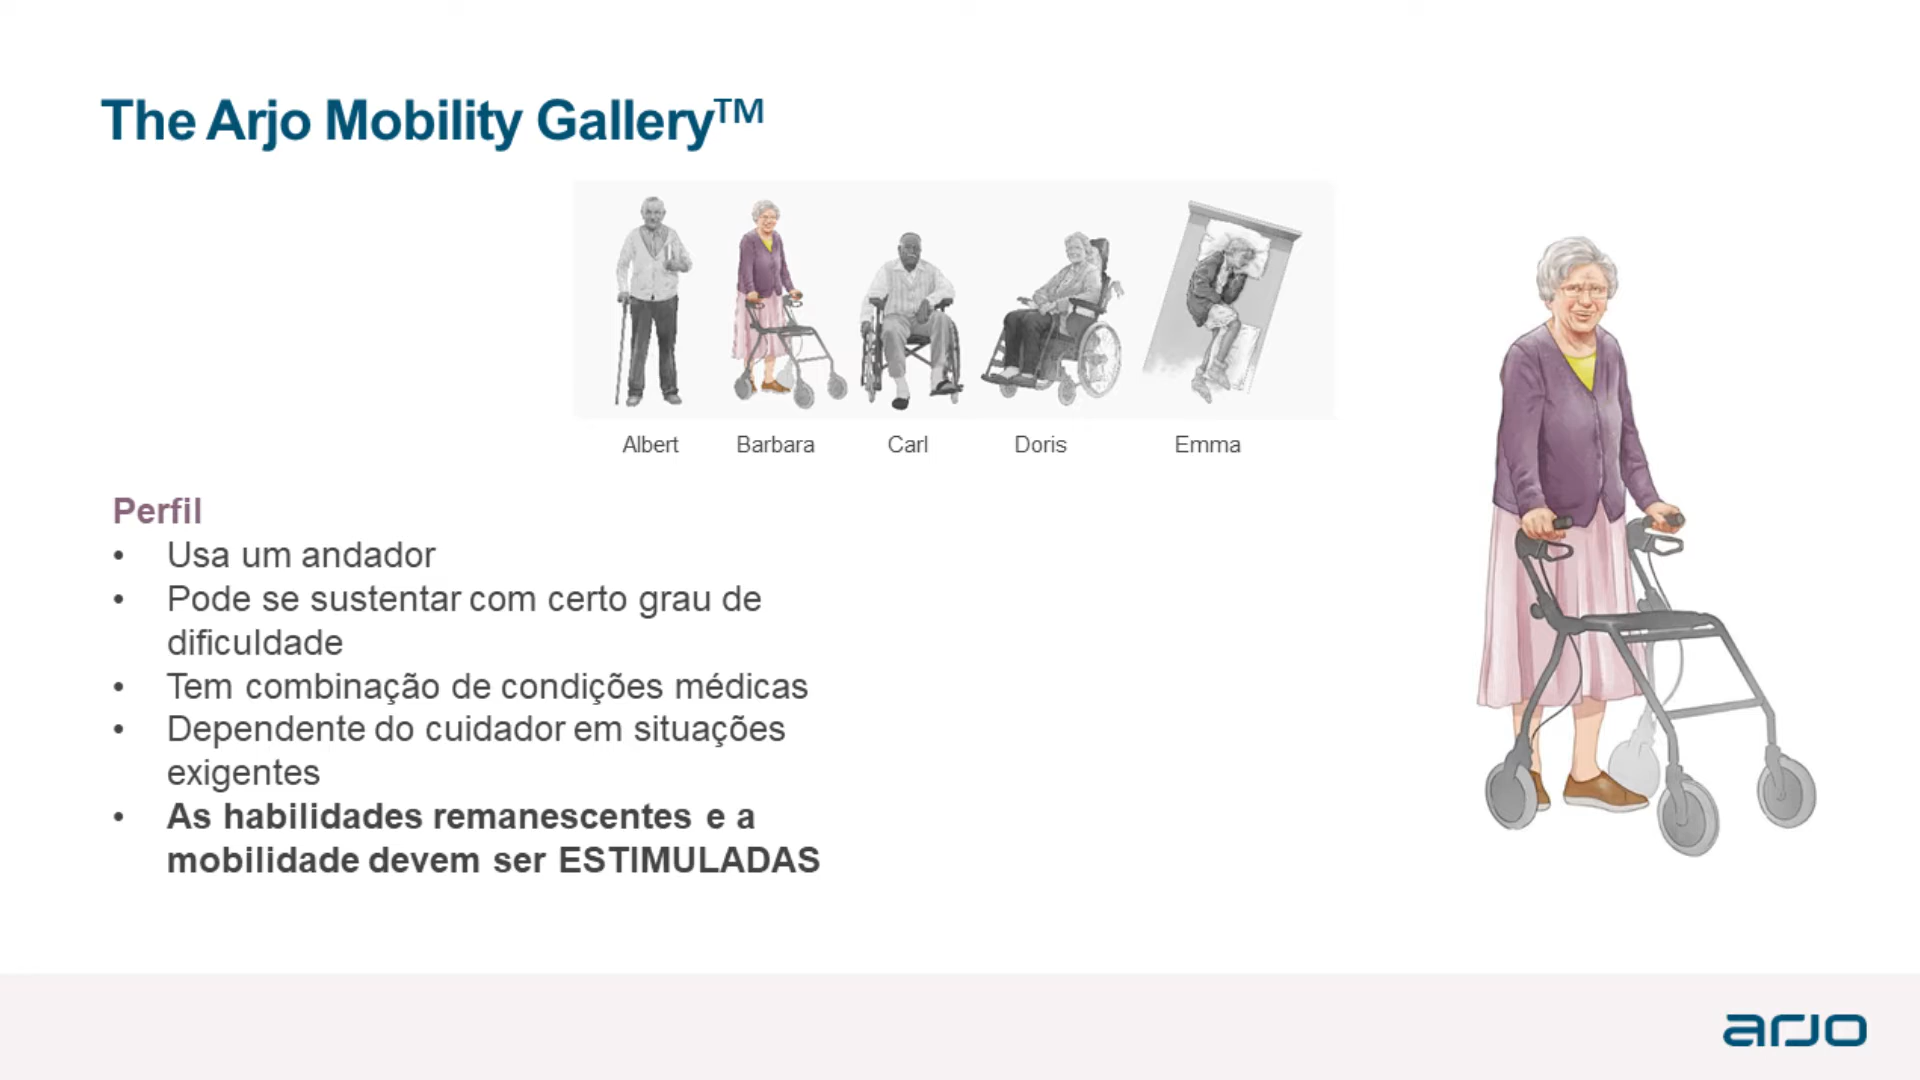 The Arjo Mobility Gallery™
Albert Barbara Carl Doris Emma
Perfil
• Usa um andador
• Pode se sustentar com certo grau de
dificuldade
• Tem combinação de condições médicas
• Dependente do cuidador em situações
exigentes
• As habilidades remanescentes e a
mobilidade devem ser ESTIMULADAS
arjo